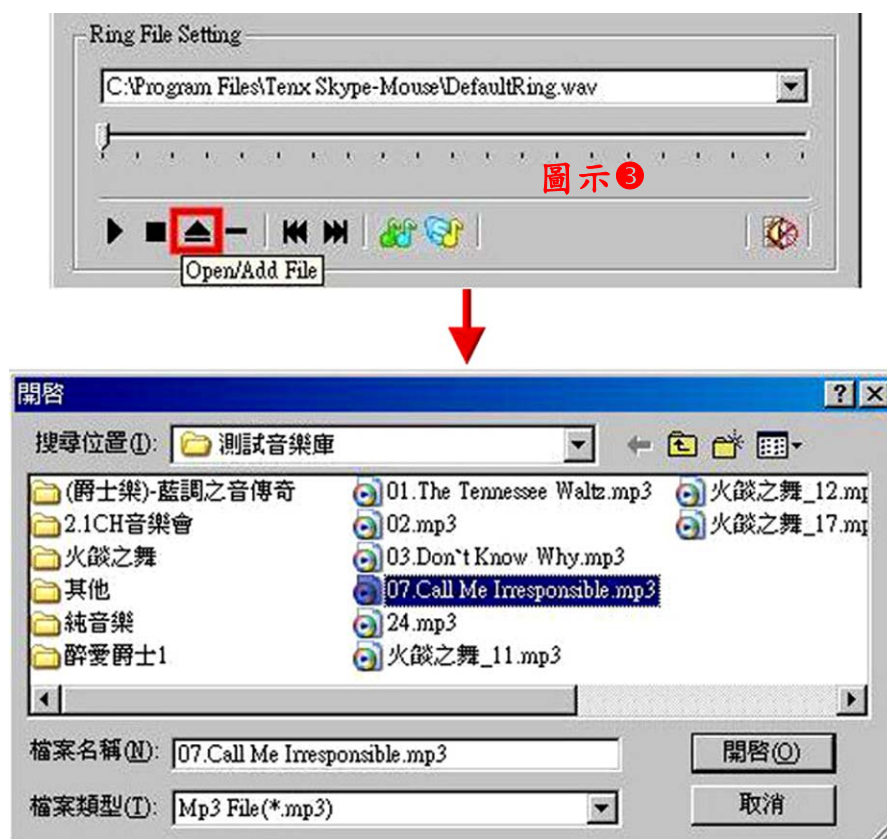 Ring File Setting
C:\Program Files\Tenx Skype-Mouse\DefaultRing.wav
圖示❸
Open/Add File
開啓
搜尋位置(I): 測試音樂庫
(爵士樂)-藍調之音傳奇
2.1CH音樂會
火燄之舞
其他
純音樂
醉愛爵士1
01.The Tennessee Waltz.mp3
02.mp3
03.Don`t Know Why.mp3
07.Call Me Irresponsible.mp3
24.mp3
火燄之舞_11.mp3
火燄之舞_12.mp
火燄之舞_17.mp
檔案名稱(N): 07.Call Me Irresponsible.mp3
開啓(O)
檔案類型(T): Mp3 File(*.mp3)
取消